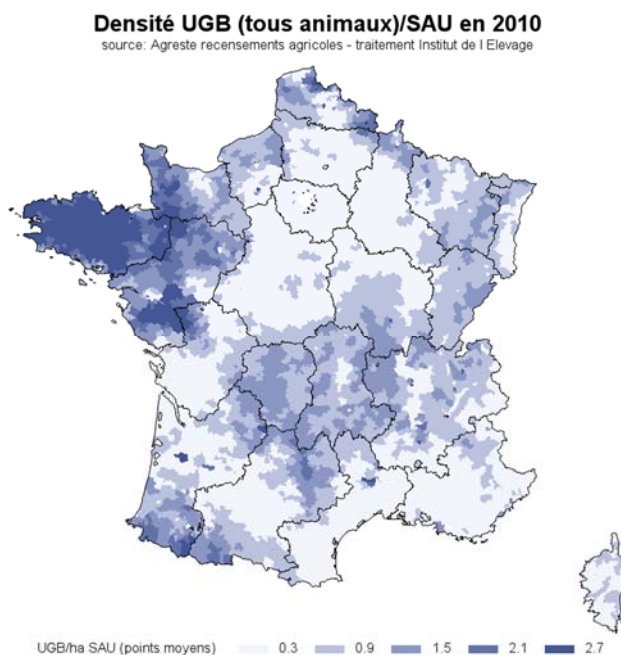 Densité UGB (tous animaux)/SAU en 2010
source: Agreste recensements agricoles - traitement Institut de l Elevage
UGB/ha SAU (points moyens) 0.3 0.9 1.5 2.1 2.7